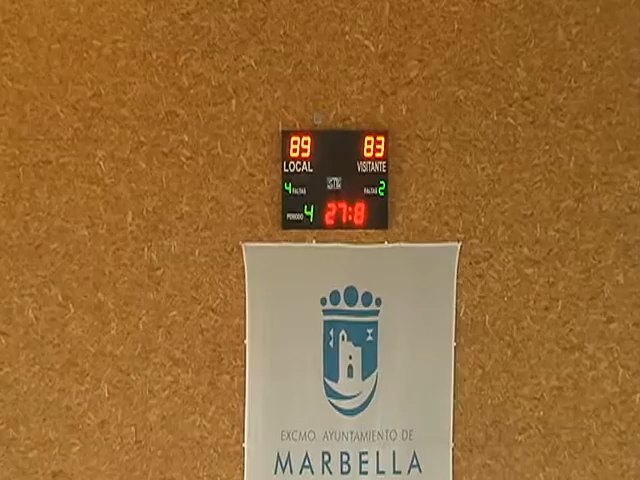 89 83
LOCAL VISITANTE
4 FALTAS FALTAS 2
PERIODO 4 27:8
EXCMO. AYUNTAMIENTO DE
MARBELLA